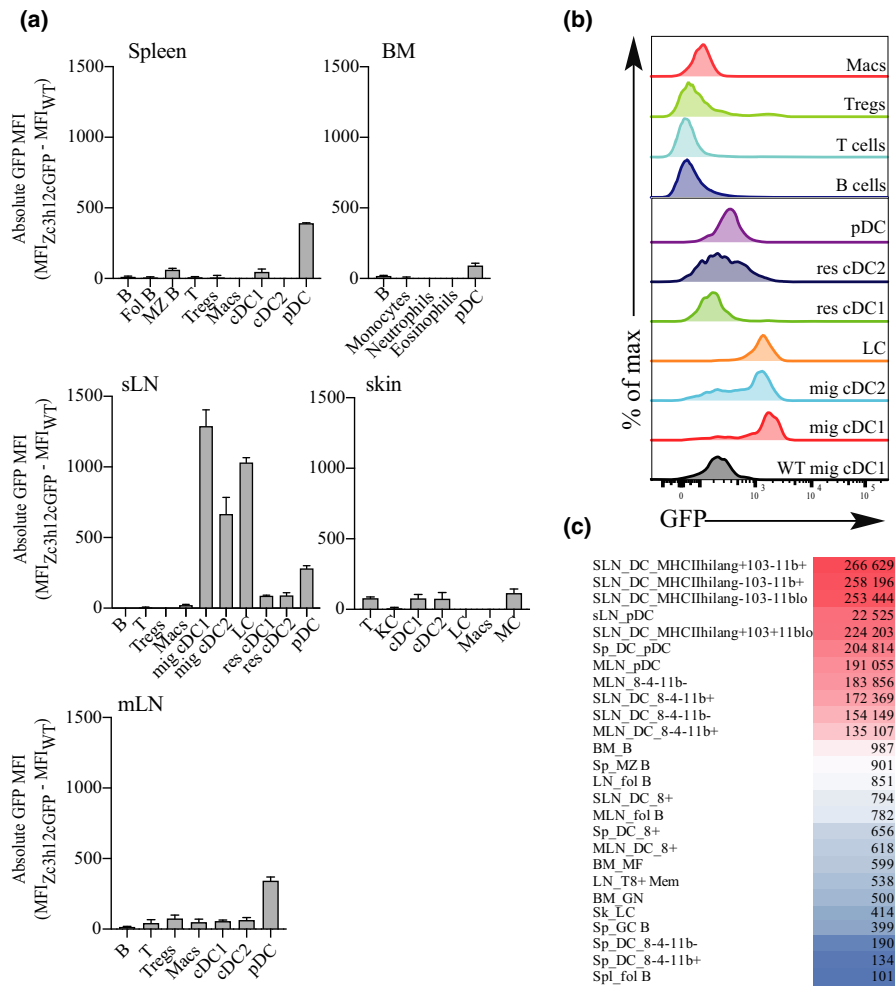 (a)
Spleen
BM
Absolute GFP MFI
(MFIZc3h12cGFP - MFIWT)
1500
1000
500
0
B
Fol B
MZ B
T
Tregs
Macs
cDC1
cDC2
pDC
1500
1000
500
0
B
Monocytes
Neutrophils
Eosinophils
pDC
sLN
skin
Absolute GFP MFI
(MFIZc3h12cGFP - MFIWT)
1500
1000
500
0
B
T
Tregs
Macs
mig cDC1
mig cDC2
LC
res cDC1
res cDC2
pDC
1500
1000
500
0
T
KC
cDC1
cDC2
LC
Macs
MC
mLN
Absolute GFP MFI
(MFIZc3h12cGFP - MFIWT)
1500
1000
500
0
B
T
Tregs
Macs
cDC1
cDC2
pDC
(b)
% of max
Macs
Tregs
T cells
B cells
pDC
res cDC2
res cDC1
LC
mig cDC2
mig cDC1
WT mig cDC1
0 10^3 10^4 10^5
GFP
(c)
SLN_DC_MHCIIhilang+103-11b+ 266 629
SLN_DC_MHCIIhilang-103-11b+ 258 196
SLN_DC_MHCIIhilang-103-11blo 253 444
sLN_pDC 22 525
SLN_DC_MHCIIhilang+103+11blo 224 203
Sp_DC_pDC 204 814
MLN_pDC 191 055
MLN_8-4-11b- 183 856
SLN_DC_8-4-11b+ 172 369
SLN_DC_8-4-11b- 154 149
MLN_DC_8-4-11b+ 135 107
BM_B 987
Sp_MZ B 901
LN_fol B 851
SLN_DC_8+ 794
MLN_fol B 782
Sp_DC_8+ 656
MLN_DC_8+ 618
BM_MF 599
LN_T8+ Mem 538
BM_GN 500
Sk_LC 414
Sp_GC B 399
Sp_DC_8-4-11b- 190
Sp_DC_8-4-11b+ 134
Spl_fol B 101